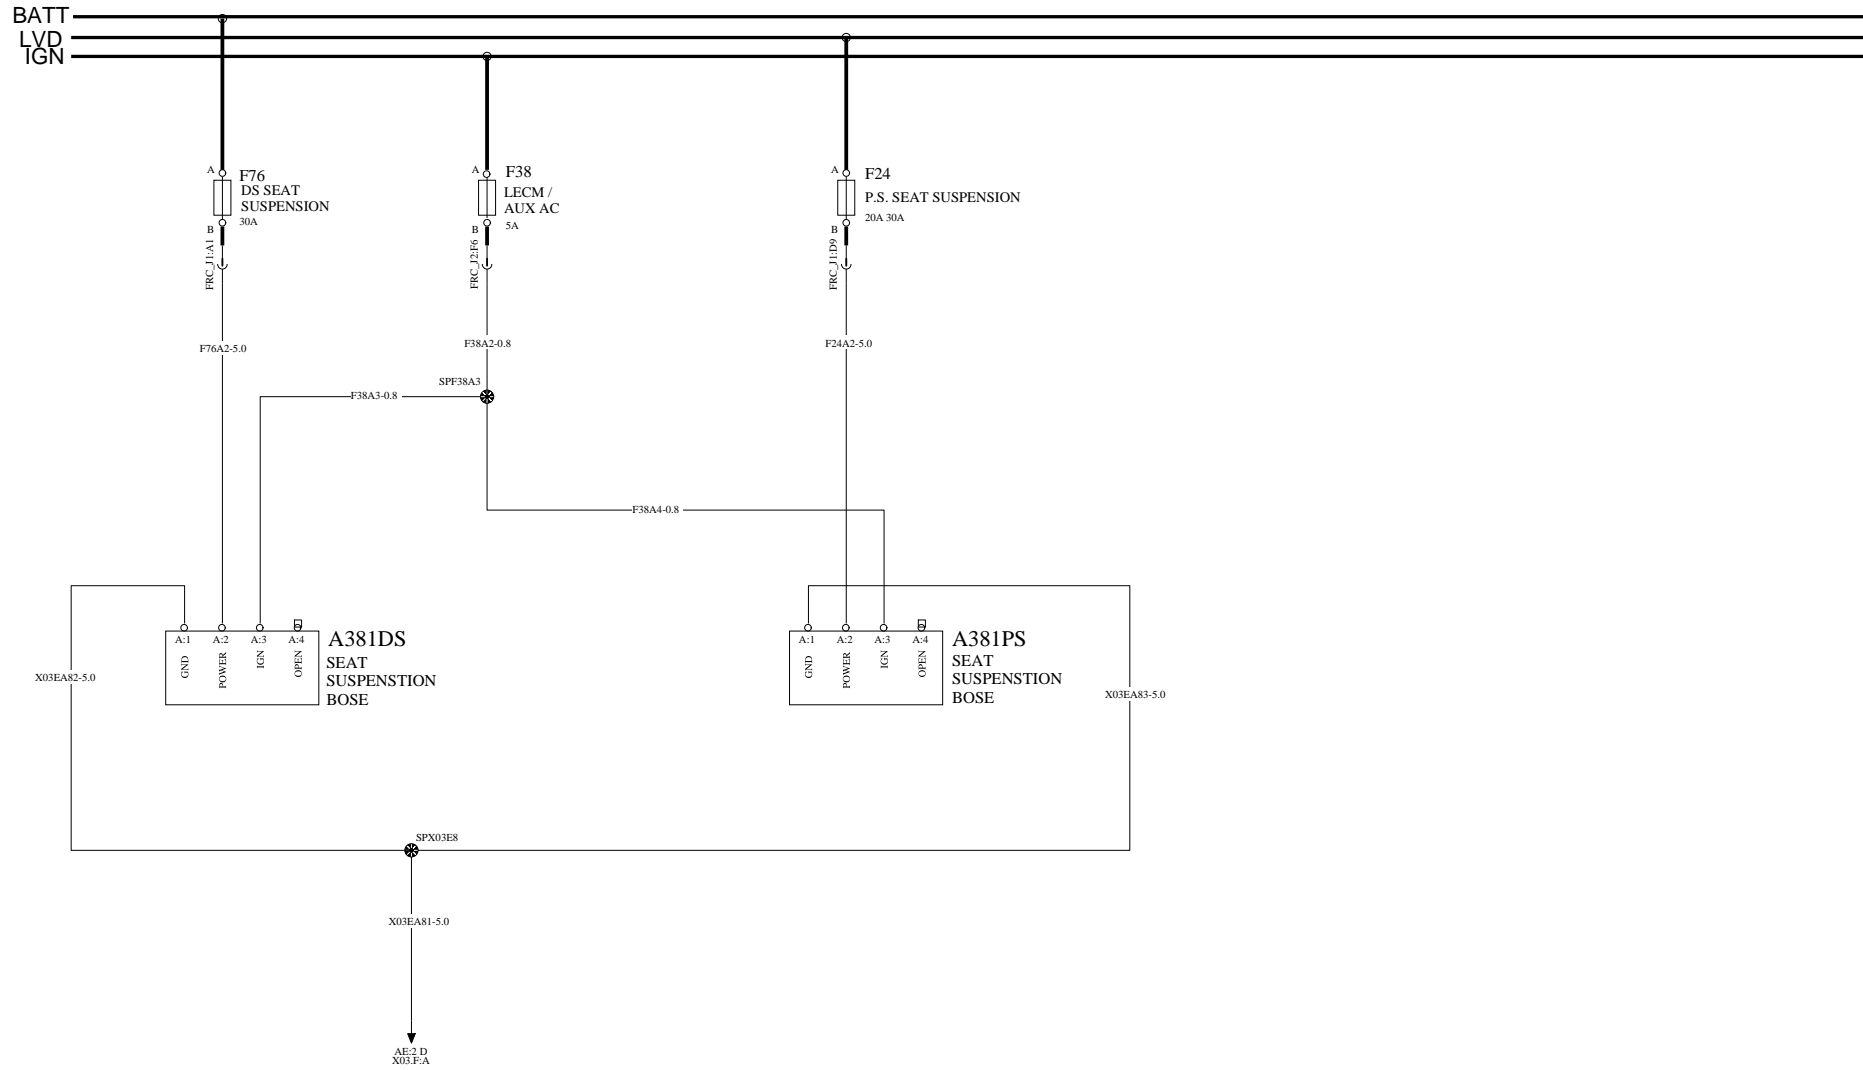 BATT
LVD
IGN
A
F76
DS SEAT
SUSPENSION
30A
B
FRC_J1:A1
A
F38
LECM /
AUX AC
5A
B
FRC_J2:F6
A
F24
P.S. SEAT SUSPENSION
20A 30A
B
FRC_J1:D9
F76A2-5.0
F38A2-0.8
F24A2-5.0
SPF38A3
F38A3-0.8
F38A4-0.8
A:1
A:2
A:3
A:4
GND
POWER
IGN
OPEN
A381DS
SEAT
SUSPENSTION
BOSE
A:1
A:2
A:3
A:4
GND
POWER
IGN
OPEN
A381PS
SEAT
SUSPENSTION
BOSE
X03EA82-5.0
X03EA83-5.0
SPX03E8
X03EA81-5.0
AE:2 D
X03.F:A